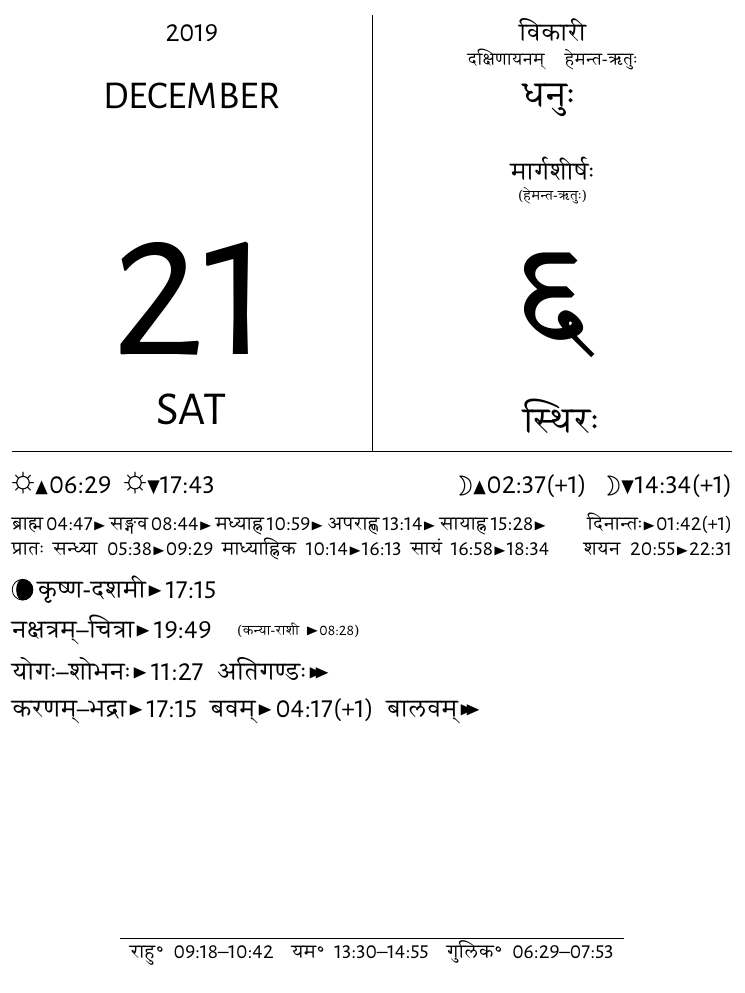 2019
DECEMBER
21
SAT
विकारी
दक्षिणायनम् हेमन्त-ऋतुः
धनुः
मार्गशीर्षः
(हेमन्त-ऋतुः)
६
स्थिरः
☼▲06:29 ☼▼17:43 ☽▲02:37(+1) ☽▼14:34(+1)
ब्राह्म 04:47► सङ्गव 08:44► मध्याह्न 10:59► अपराह्ण 13:14► सायाह्न 15:28► दिनान्तः►01:42(+1)
प्रातः सन्ध्या 05:38►09:29 माध्याह्निक 10:14►16:13 सायं 16:58►18:34 शयन 20:55►22:31
कृष्ण-दशमी►17:15
नक्षत्रम्–चित्रा►19:49 (कन्या-राशी ►08:28)
योगः–शोभनः►11:27 अतिगण्डः►►
करणम्–भद्रा►17:15 बवम्►04:17(+1) बालवम्►►
राहु° 09:18–10:42 यम° 13:30–14:55 गुलिक° 06:29–07:53